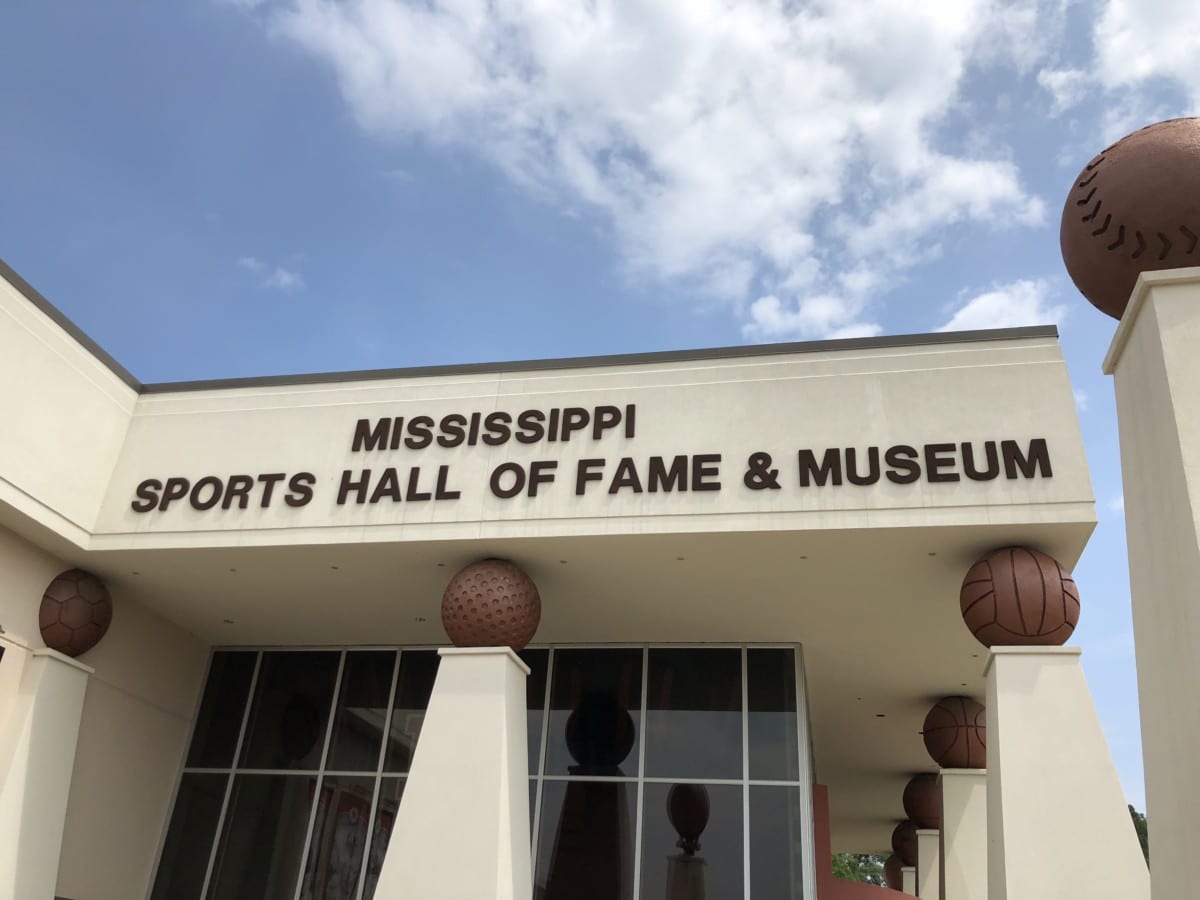 MISSISSIPPI
SPORTS HALL OF FAME & MUSEUM